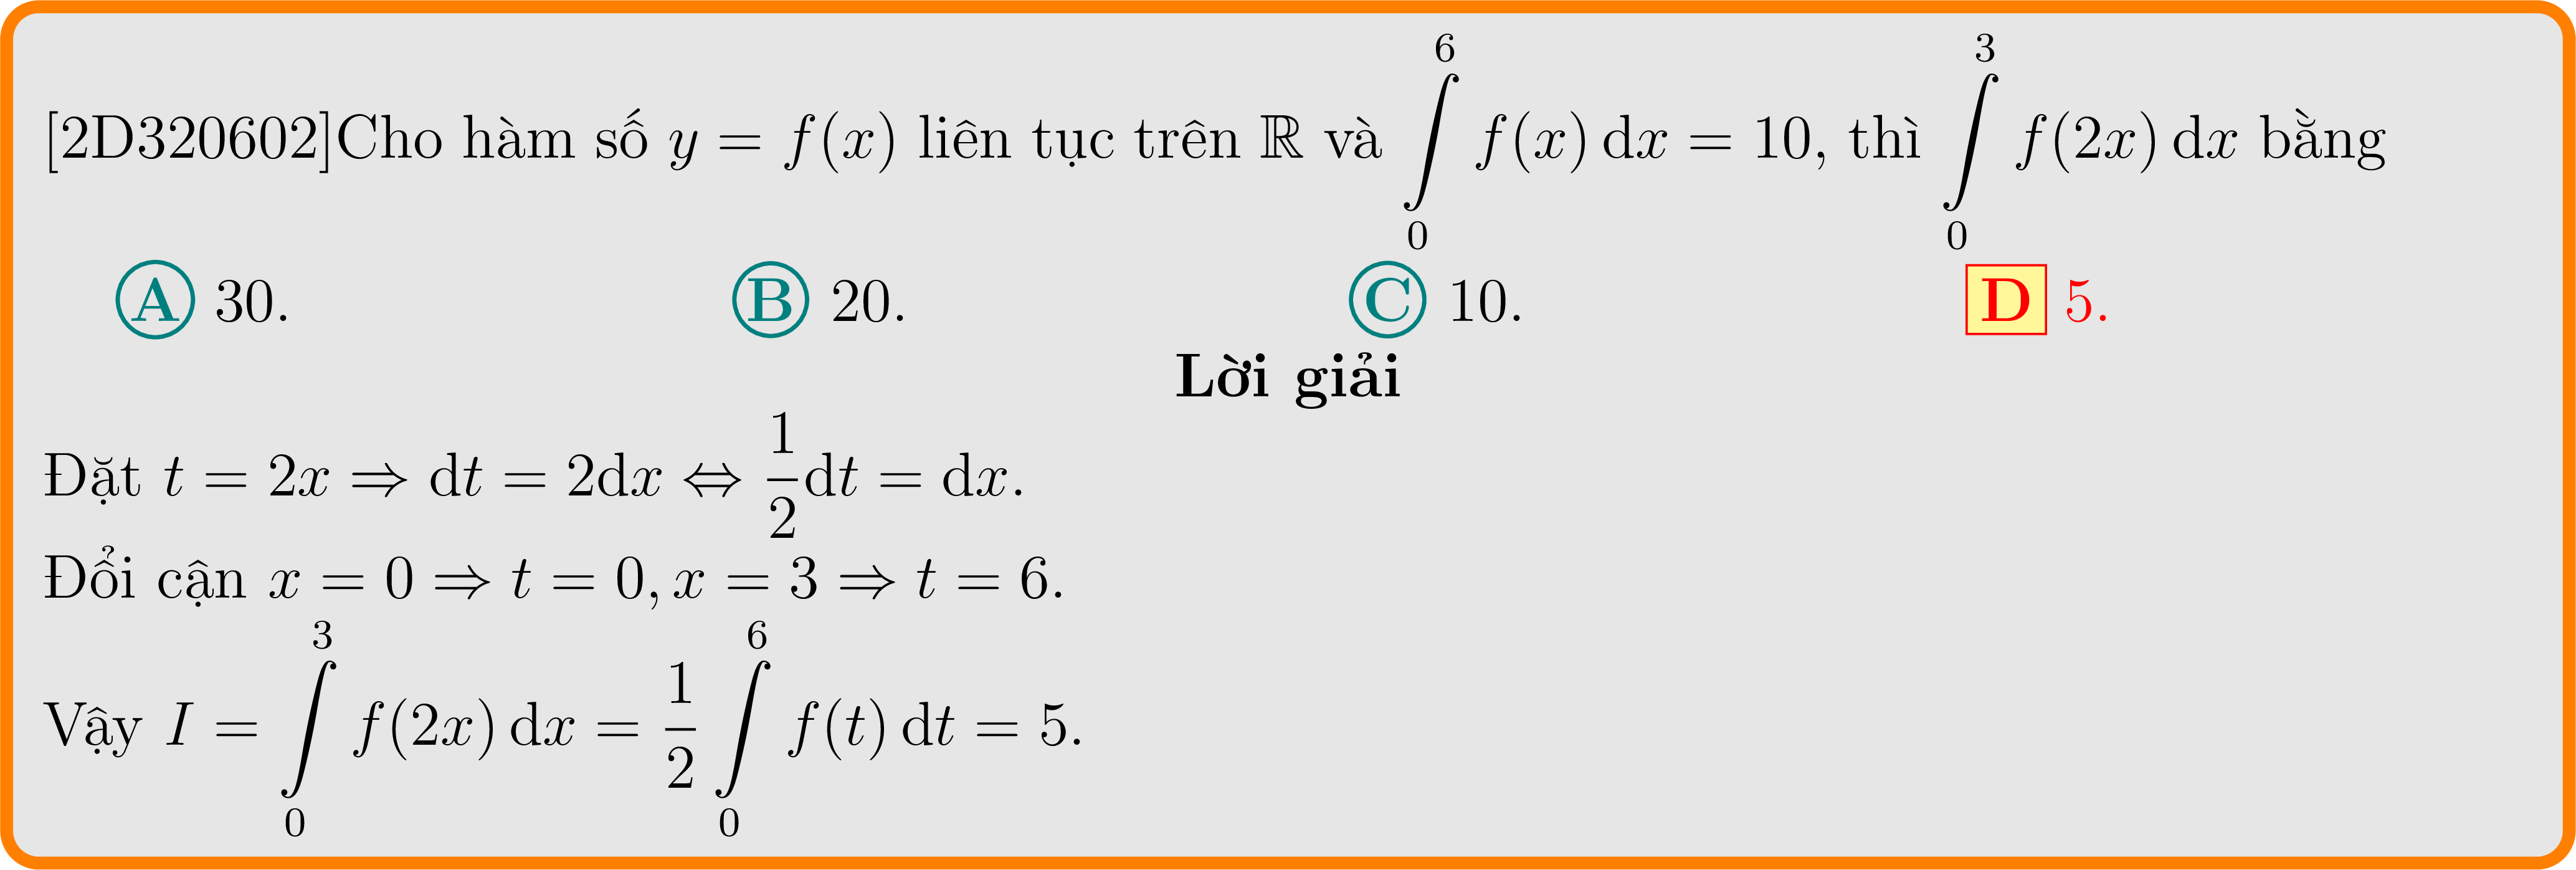 [2D320602]Cho hàm số $y = f(x)$ liên tục trên $\mathbb{R}$ và $\int\limits_0^6 f(x)\,\mathrm{d}x = 10$, thì $\int\limits_0^3 f(2x)\,\mathrm{d}x$ bằng
A 30. B 20. C 10. D 5.
Lời giải
Đặt $t = 2x \Rightarrow \mathrm{d}t = 2\mathrm{d}x \Leftrightarrow \dfrac{1}{2}\mathrm{d}t = \mathrm{d}x$.
Đổi cận $x = 0 \Rightarrow t = 0, x = 3 \Rightarrow t = 6$.
Vậy $I = \int\limits_0^3 f(2x)\,\mathrm{d}x = \dfrac{1}{2}\int\limits_0^6 f(t)\,\mathrm{d}t = 5$.